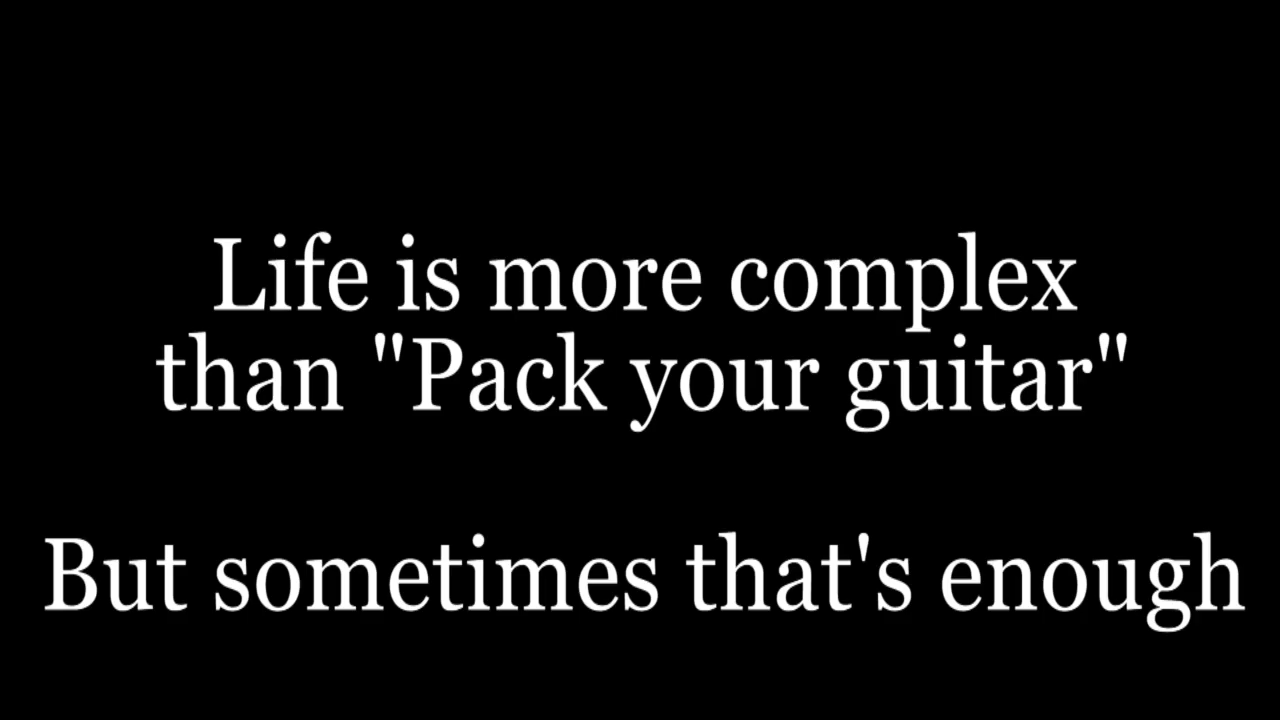 Life is more complex
than "Pack your guitar"
But sometimes that's enough